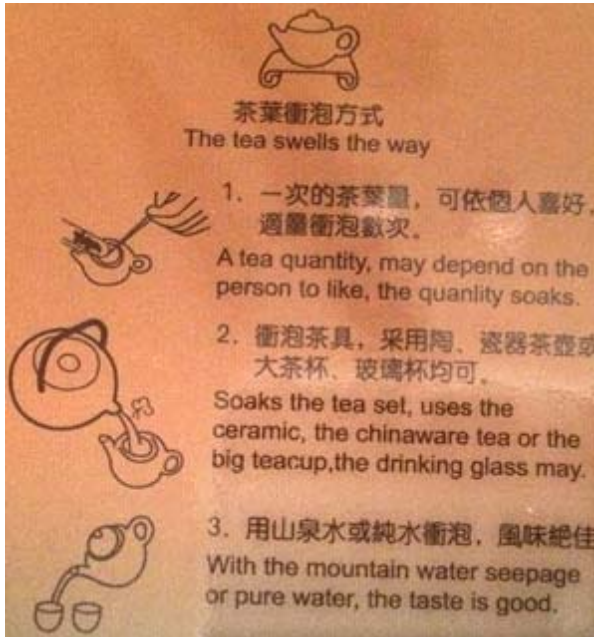 茶葉衝泡方式
The tea swells the way
1. 一次的茶葉量，可依個人喜好，
適量衝泡數次。
A tea quantity, may depend on the
person to like, the quanlity soaks.
2. 衝泡茶具，采用陶、瓷器茶壺或
大茶杯、玻璃杯均可。
Soaks the tea set, uses the
ceramic, the chinaware tea or the
big teacup,the drinking glass may.
3. 用山泉水或純水衝泡，風味絕佳
With the mountain water seepage
or pure water, the taste is good.